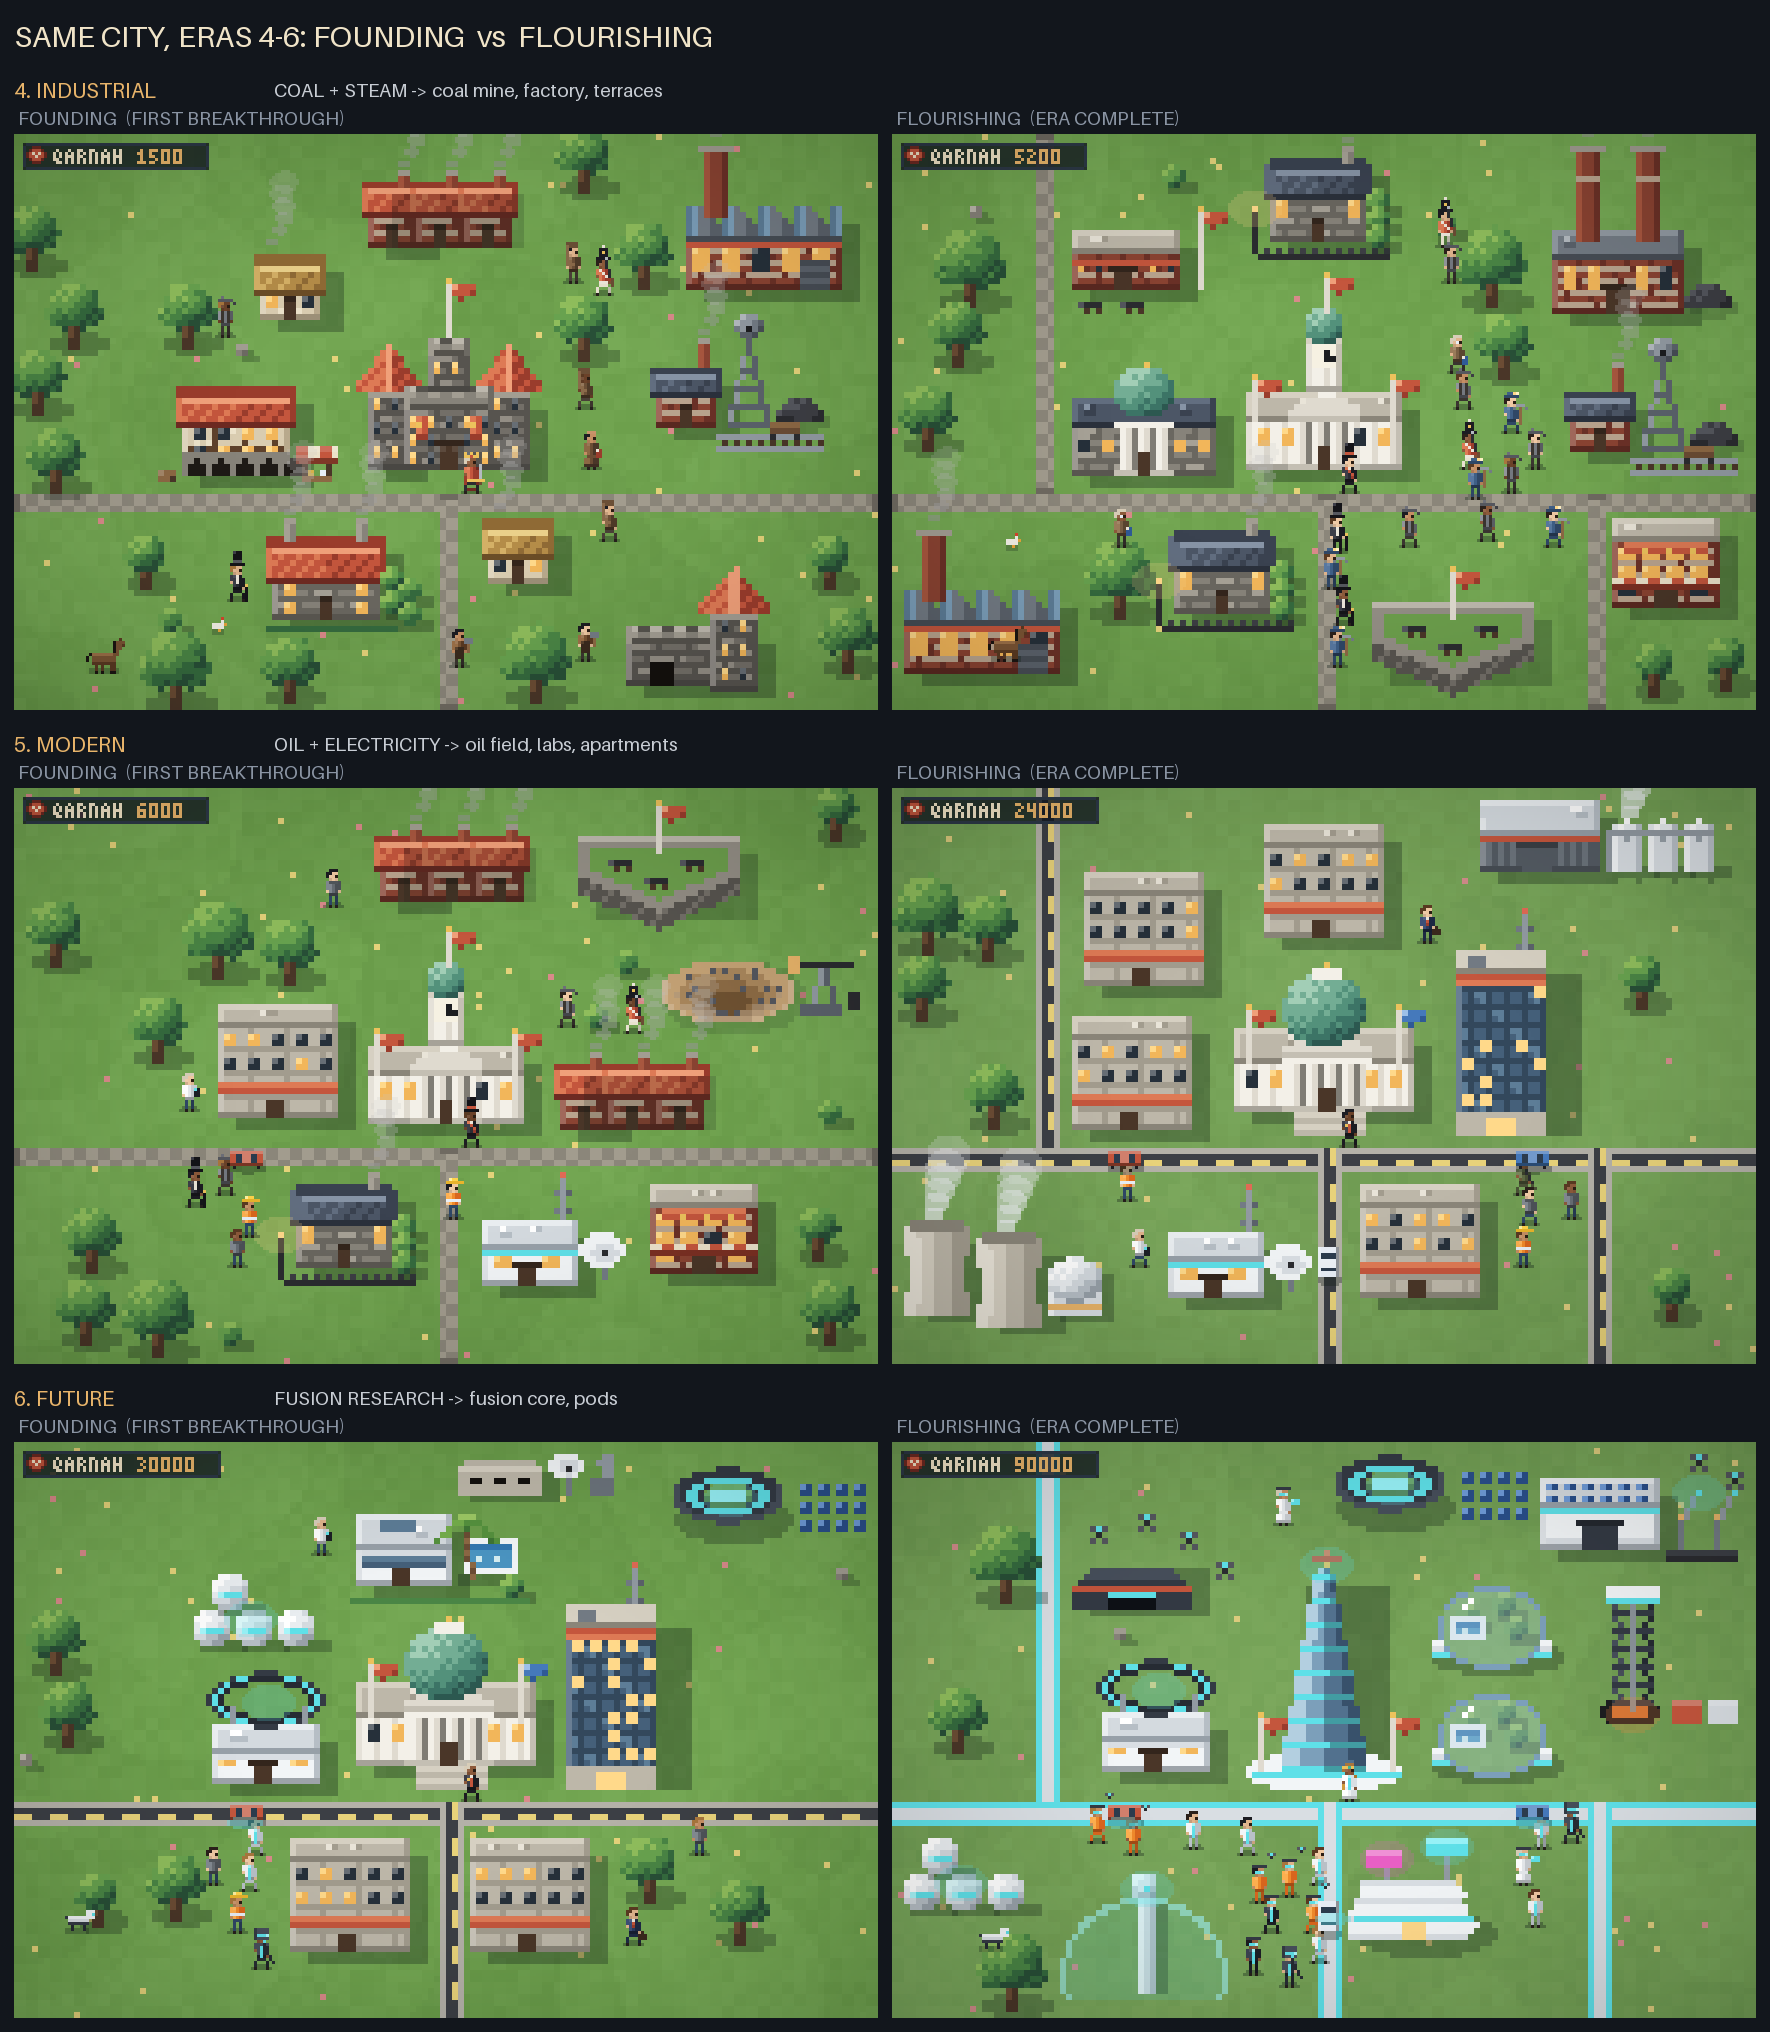 SAME CITY, ERAS 4-6: FOUNDING vs FLOURISHING
4. INDUSTRIAL COAL + STEAM -> coal mine, factory, terraces
FOUNDING (FIRST BREAKTHROUGH) FLOURISHING (ERA COMPLETE)
QARNAH 1500 QARNAH 5200
5. MODERN OIL + ELECTRICITY -> oil field, labs, apartments
FOUNDING (FIRST BREAKTHROUGH) FLOURISHING (ERA COMPLETE)
QARNAH 6000 QARNAH 24000
6. FUTURE FUSION RESEARCH -> fusion core, pods
FOUNDING (FIRST BREAKTHROUGH) FLOURISHING (ERA COMPLETE)
QARNAH 30000 QARNAH 90000